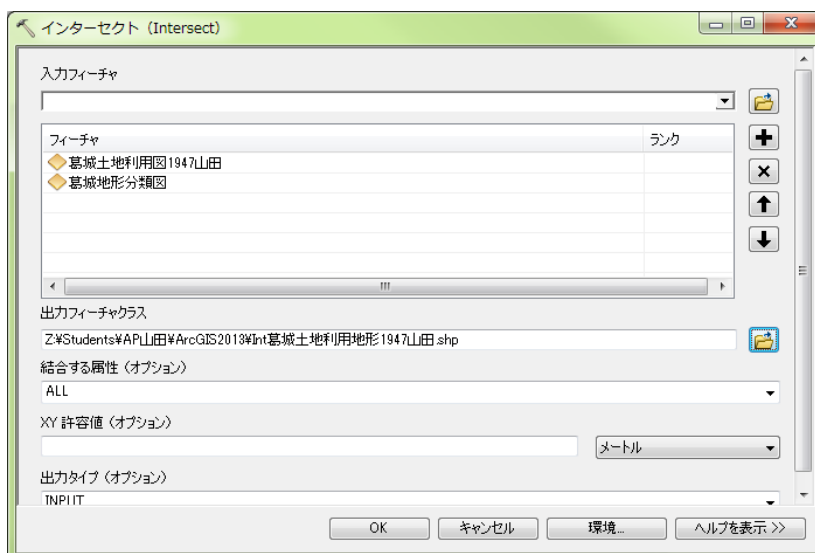 インターセクト (Intersect)
入力フィーチャ
フィーチャ ランク
葛城土地利用図1947山田
葛城地形分類図
出力フィーチャクラス
Z:¥Students¥AP山田¥ArcGIS2013¥Int葛城土地利用地形1947山田.shp
結合する属性 (オプション)
ALL
XY 許容値 (オプション)
メートル
出力タイプ (オプション)
INPUT
OK キャンセル 環境... ヘルプを表示 >>